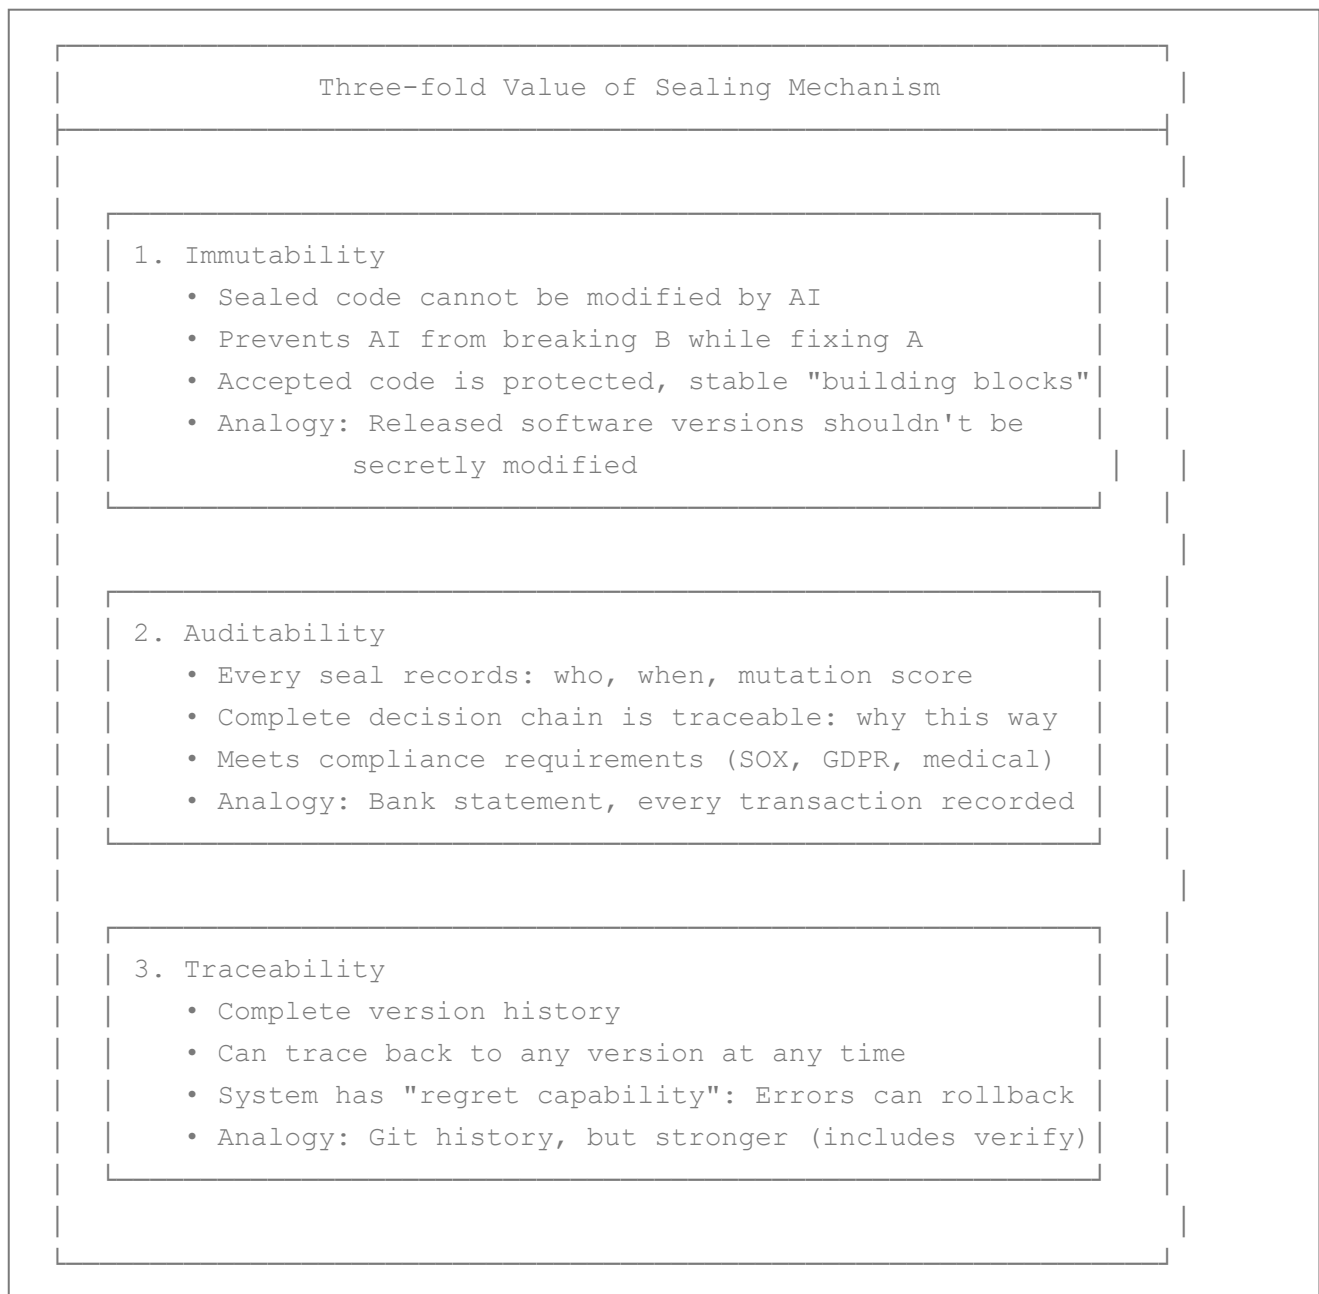 Three-fold Value of Sealing Mechanism
1. Immutability
• Sealed code cannot be modified by AI
• Prevents AI from breaking B while fixing A
• Accepted code is protected, stable "building blocks"
• Analogy: Released software versions shouldn't be
secretly modified
2. Auditability
• Every seal records: who, when, mutation score
• Complete decision chain is traceable: why this way
• Meets compliance requirements (SOX, GDPR, medical)
• Analogy: Bank statement, every transaction recorded
3. Traceability
• Complete version history
• Can trace back to any version at any time
• System has "regret capability": Errors can rollback
• Analogy: Git history, but stronger (includes verify)